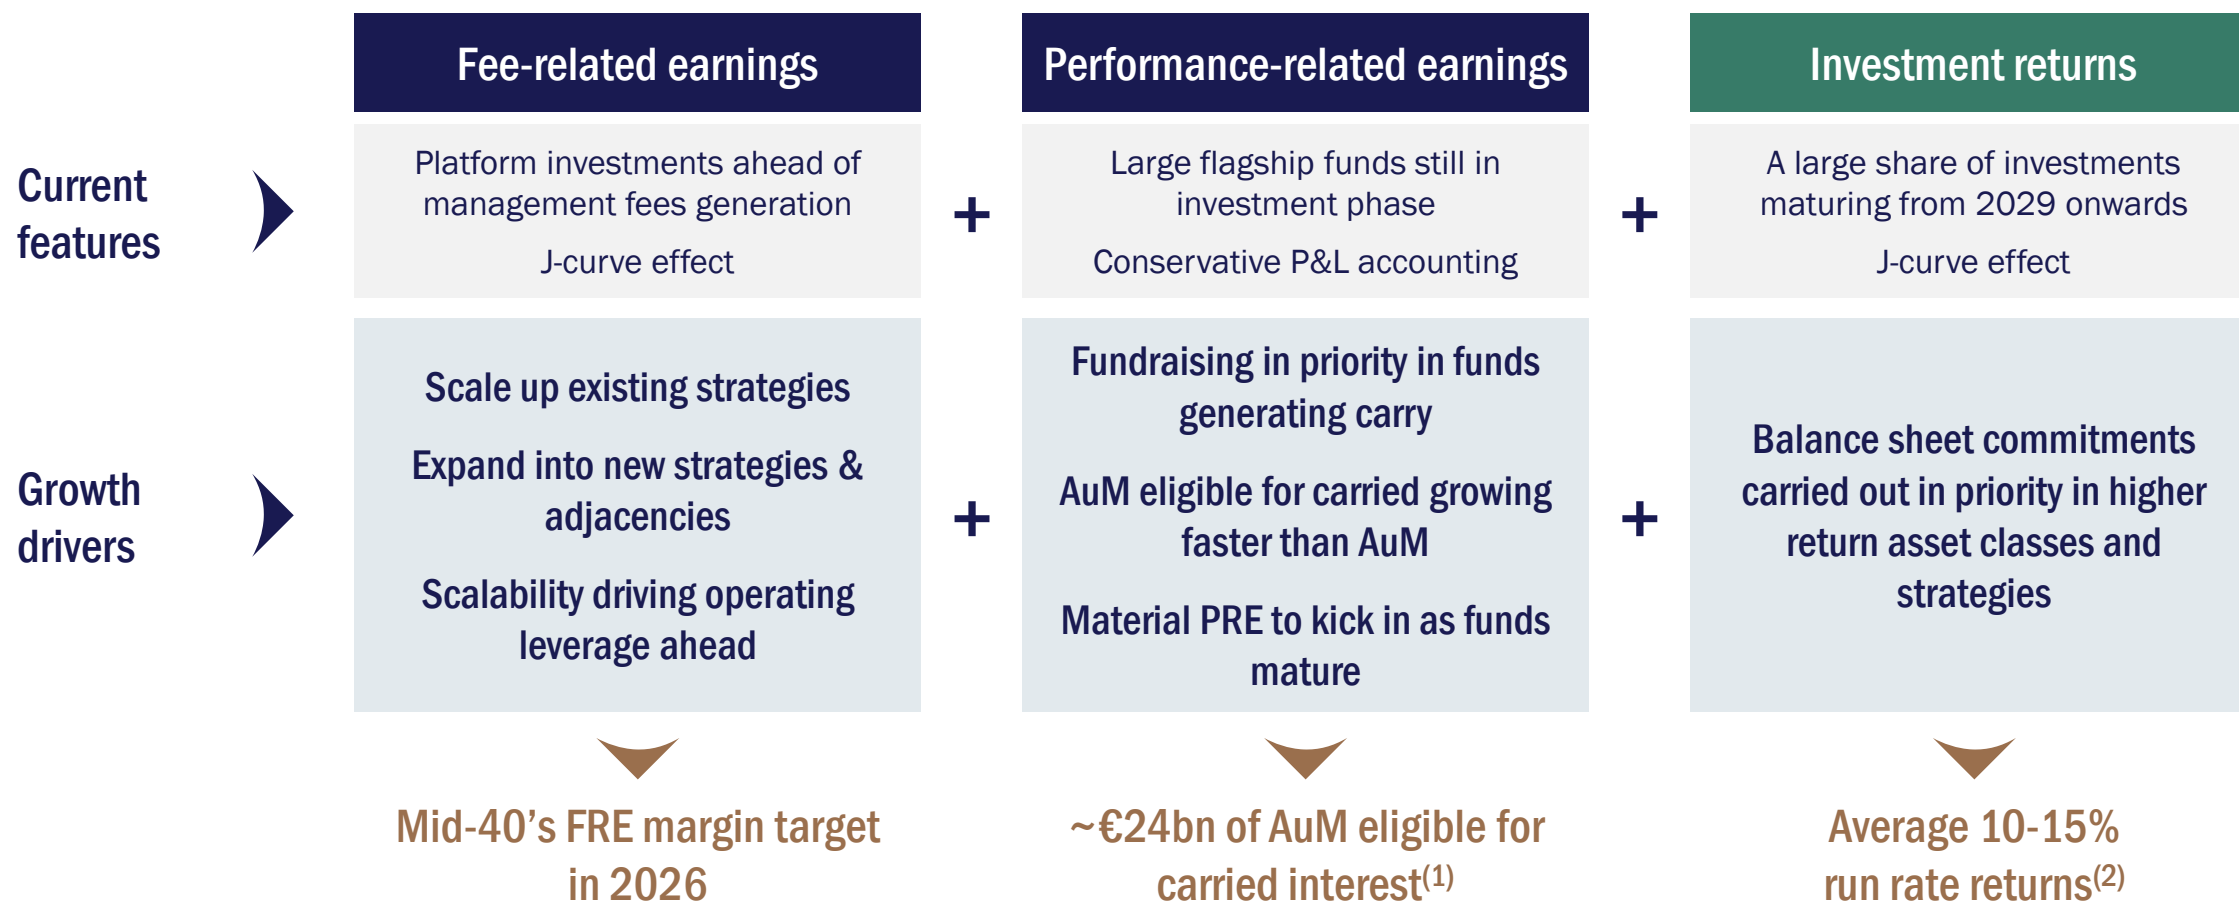 Fee-related earnings
Performance-related earnings
Investment returns
Current
features
Platform investments ahead of
management fees generation
J-curve effect
+
Large flagship funds still in
investment phase
Conservative P&L accounting
+
A large share of investments
maturing from 2029 onwards
J-curve effect
Growth
drivers
Scale up existing strategies
Expand into new strategies &
adjacencies
Scalability driving operating
leverage ahead
+
Fundraising in priority in funds
generating carry
AuM eligible for carried growing
faster than AuM
Material PRE to kick in as funds
mature
+
Balance sheet commitments
carried out in priority in higher
return asset classes and
strategies
Mid-40’s FRE margin target
in 2026
~€24bn of AuM eligible for
carried interest(1)
Average 10-15%
run rate returns(2)